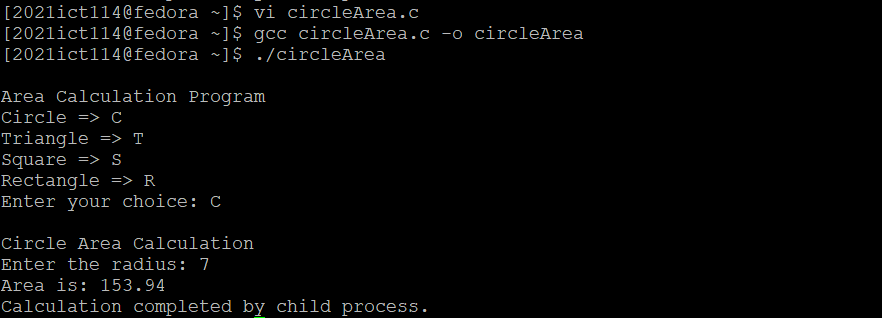 [2021ict114@fedora ~]$ vi circleArea.c
[2021ict114@fedora ~]$ gcc circleArea.c -o circleArea
[2021ict114@fedora ~]$ ./circleArea
Area Calculation Program
Circle => C
Triangle => T
Square => S
Rectangle => R
Enter your choice: C
Circle Area Calculation
Enter the radius: 7
Area is: 153.94
Calculation completed by child process.